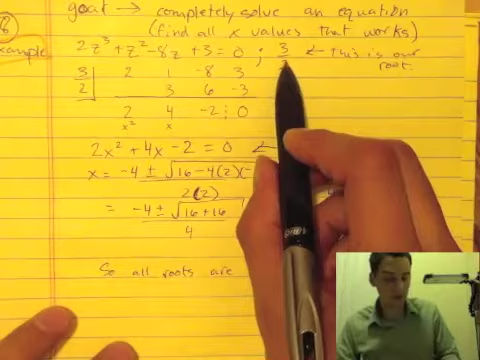 8
goal → completely solve an equation
(find all x values that works)
example
2z³ + z² - 8z + 3 = 0 ; 3 ← this is our root.
3/2 | 2 1 -8 3
3 6 -3
2 4 -2 ; 0
x² x
2x² + 4x - 2 = 0 ←
x = -4 ± √16 - 4(2)(-
2(2)
= -4 ± √16 + 16
4
So all roots are